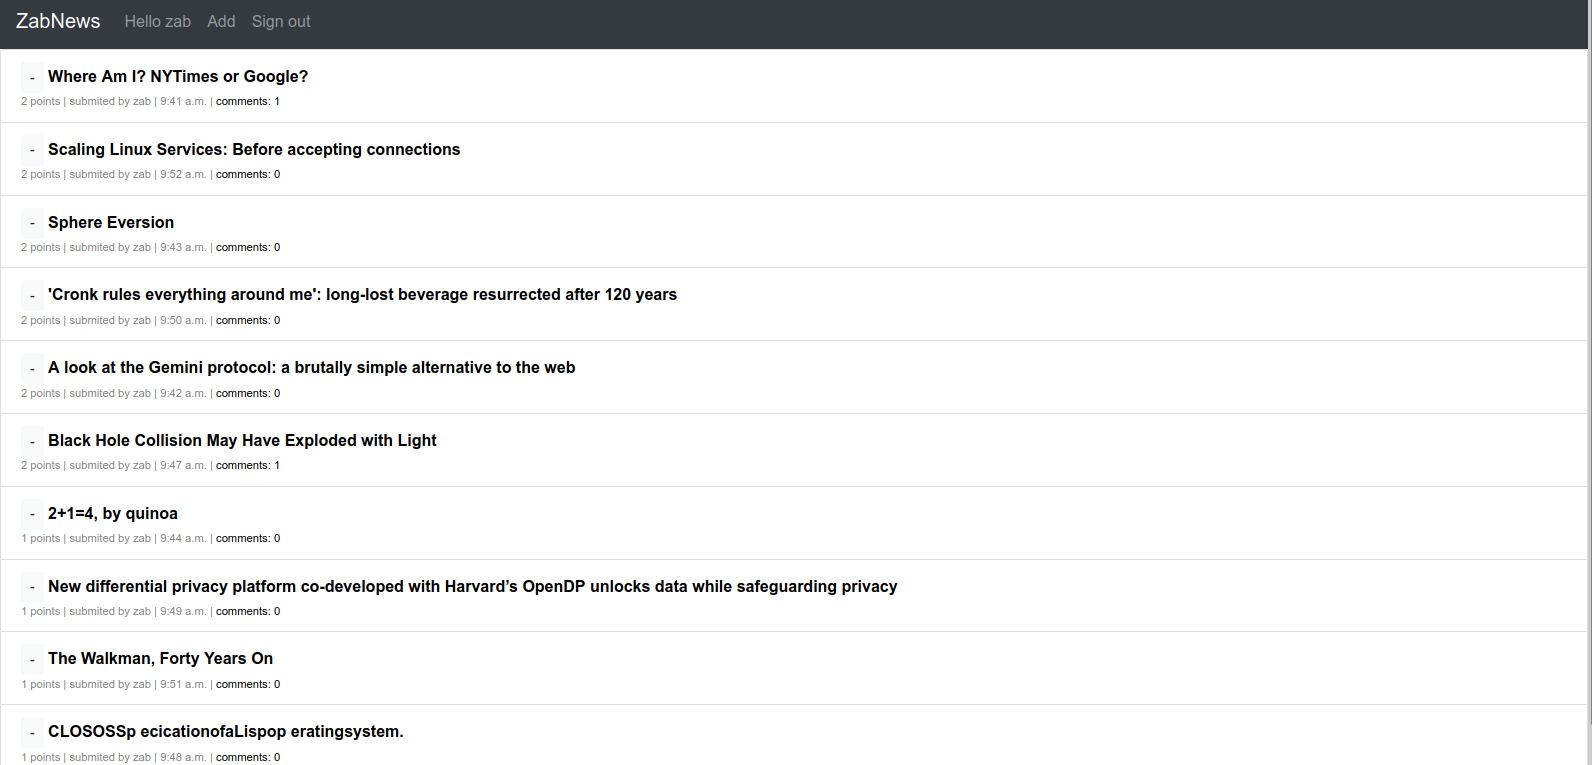 ZabNews Hello zab Add Sign out
- Where Am I? NYTimes or Google?
2 points | submited by zab | 9:41 a.m. | comments: 1
- Scaling Linux Services: Before accepting connections
2 points | submited by zab | 9:52 a.m. | comments: 0
- Sphere Eversion
2 points | submited by zab | 9:43 a.m. | comments: 0
- 'Cronk rules everything around me': long-lost beverage resurrected after 120 years
2 points | submited by zab | 9:50 a.m. | comments: 0
- A look at the Gemini protocol: a brutally simple alternative to the web
2 points | submited by zab | 9:42 a.m. | comments: 0
- Black Hole Collision May Have Exploded with Light
2 points | submited by zab | 9:47 a.m. | comments: 1
- 2+1=4, by quinoa
1 points | submited by zab | 9:44 a.m. | comments: 0
- New differential privacy platform co-developed with Harvard’s OpenDP unlocks data while safeguarding privacy
1 points | submited by zab | 9:49 a.m. | comments: 0
- The Walkman, Forty Years On
1 points | submited by zab | 9:51 a.m. | comments: 0
- CLOSOSSp ecicationofaLispop eratingsystem.
1 points | submited by zab | 9:48 a.m. | comments: 0